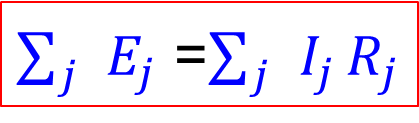 ∑ⱼ Eⱼ = ∑ⱼ Iⱼ Rⱼ